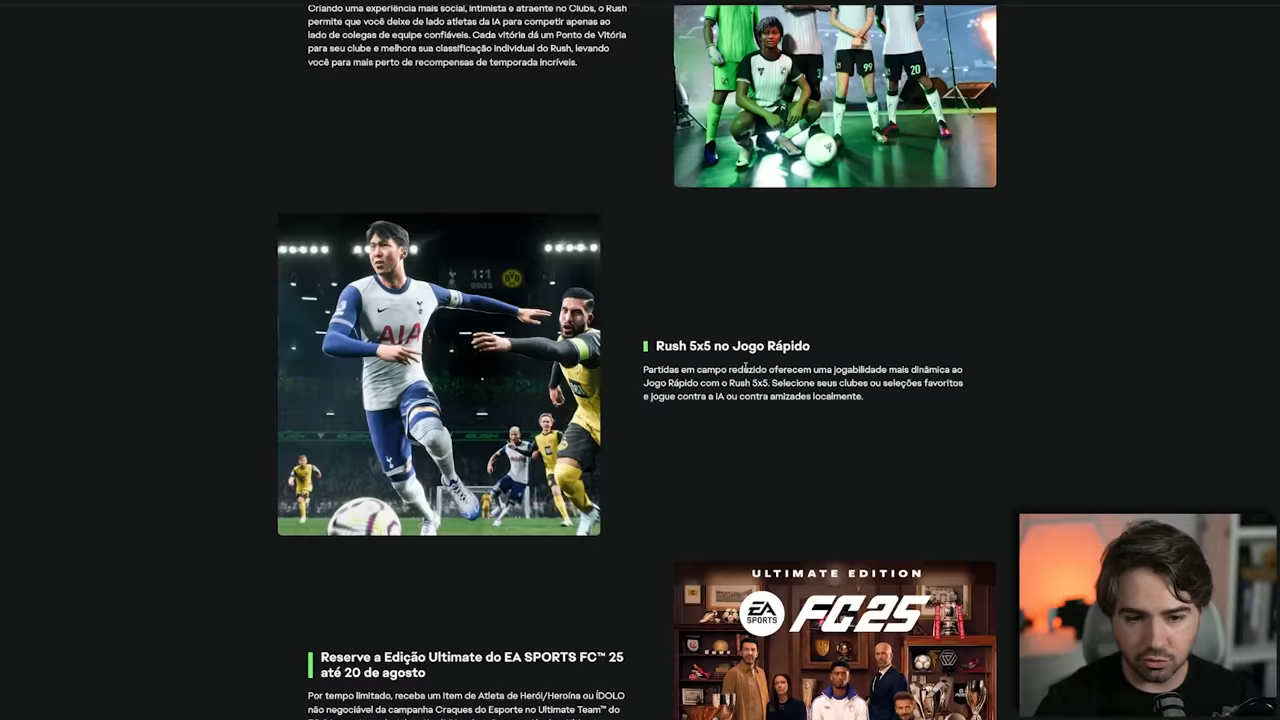 Criando uma experiência mais social, intimista e atraente no Clubs, o Rush
permite que você deixe de lado atletas da IA para competir apenas ao
lado de colegas de equipe confiáveis. Cada vitória dá um Ponto de Vitória
para seu clube e melhora sua classificação individual do Rush, levando
você para mais perto de recompensas de temporada incríveis.
3
99
20
1:1
AIA
Rush 5x5 no Jogo Rápido
Partidas em campo reduzido oferecem uma jogabilidade mais dinâmica ao
Jogo Rápido com o Rush 5x5. Selecione seus clubes ou seleções favoritos
e jogue contra a IA ou contra amizades localmente.
ULTIMATE EDITION
EA
SPORTS
FC25
Reserve a Edição Ultimate do EA SPORTS FC™ 25
até 20 de agosto
Por tempo limitado, receba um Item de Atleta de Herói/Heroína ou ÍDOLO
não negociável da campanha Craques do Esporte no Ultimate Team™ do